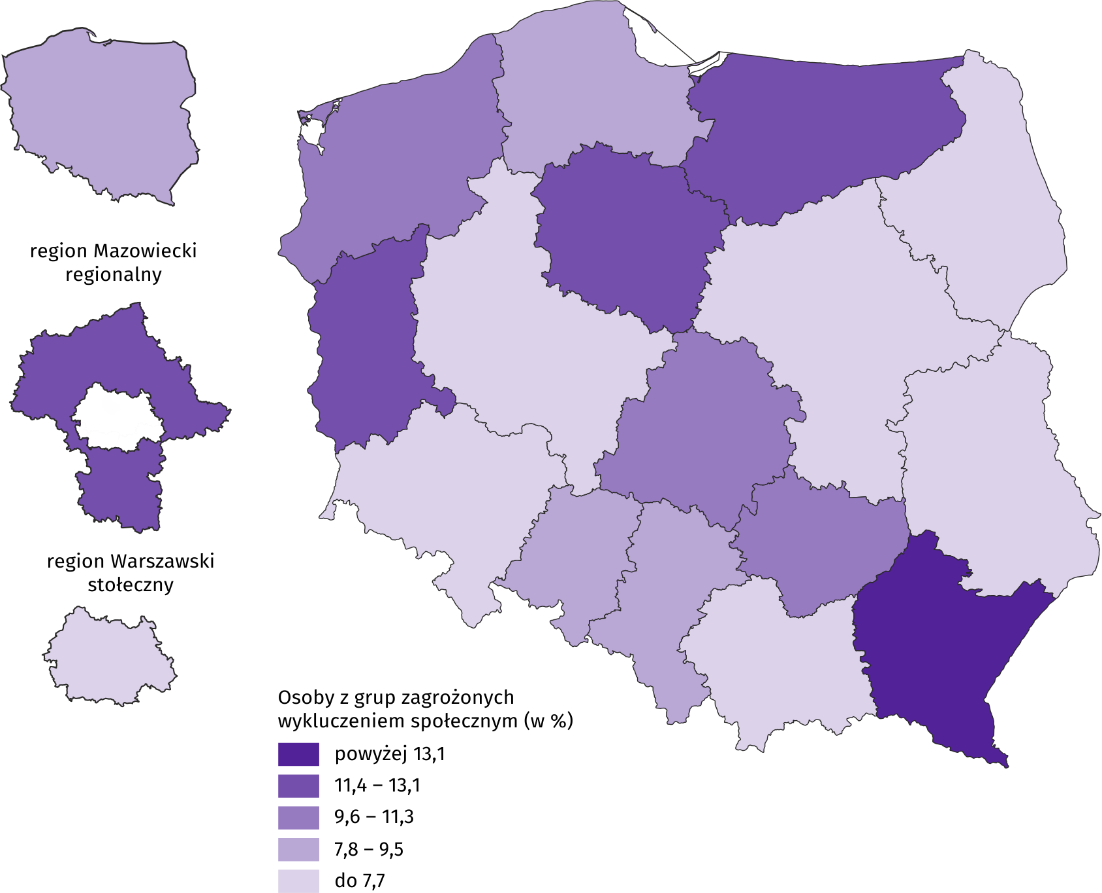 region Mazowiecki
regionalny
region Warszawski
stołeczny
Osoby z grup zagrożonych
wykluczeniem społecznym (w %)
powyżej 13,1
11,4 – 13,1
9,6 – 11,3
7,8 – 9,5
do 7,7